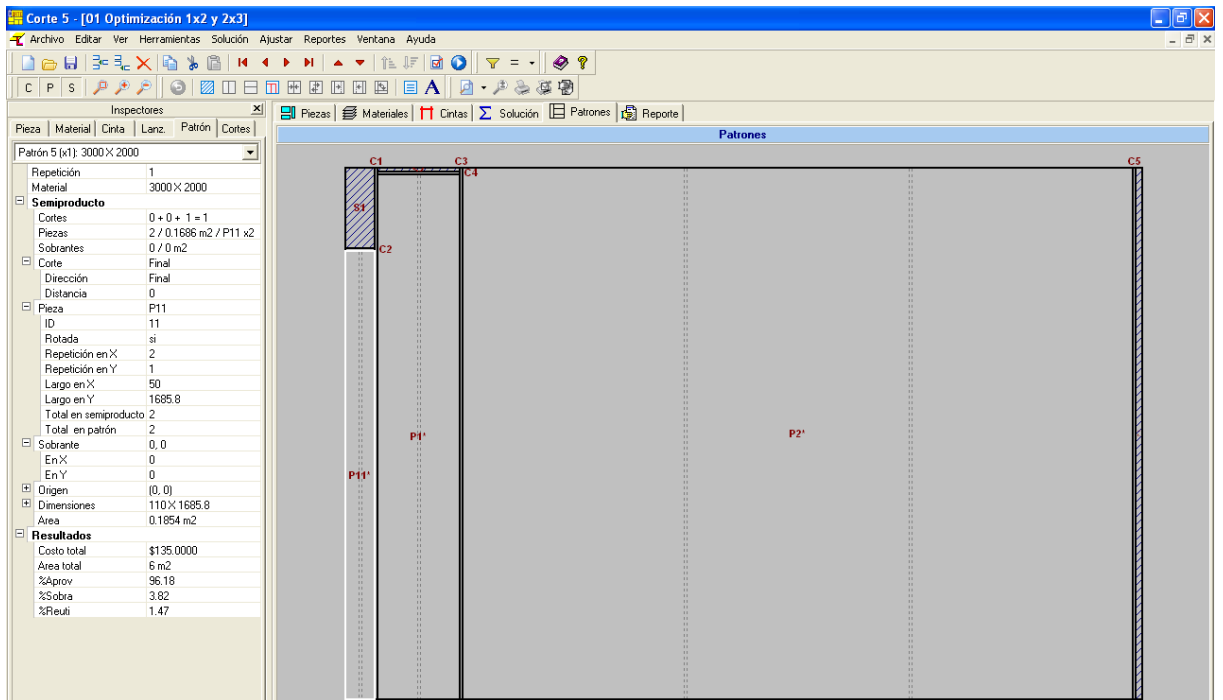 Corte 5 - [01 Optimización 1x2 y 2x3]
Archivo Editar Ver Herramientas Solución Ajustar Reportes Ventana Ayuda
C P S
A
Inspectores
Pieza Material Cinta Lanz. Patrón Cortes
Piezas Materiales Cintas Solución Patrones Reporte
Patrones
Patrón 5 (x1): 3000 X 2000
Repetición 1
Material 3000 X 2000
Semiproducto
Cortes 0 + 0 + 1 = 1
Piezas 2 / 0.1686 m2 / P11 x2
Sobrantes 0 / 0 m2
Corte Final
Dirección Final
Distancia 0
Pieza P11
ID 11
Rotada si
Repetición en X 2
Repetición en Y 1
Largo en X 50
Largo en Y 1685.8
Total en semiproducto 2
Total en patrón 2
Sobrante 0, 0
En X 0
En Y 0
Origen (0, 0)
Dimensiones 110 X 1685.8
Area 0.1854 m2
Resultados
Costo total $135.0000
Area total 6 m2
%Aprov 96.18
%Sobra 3.82
%Reuti 1.47
C1 C3 C5
C4
S1
C2
P1' P2'
P11'